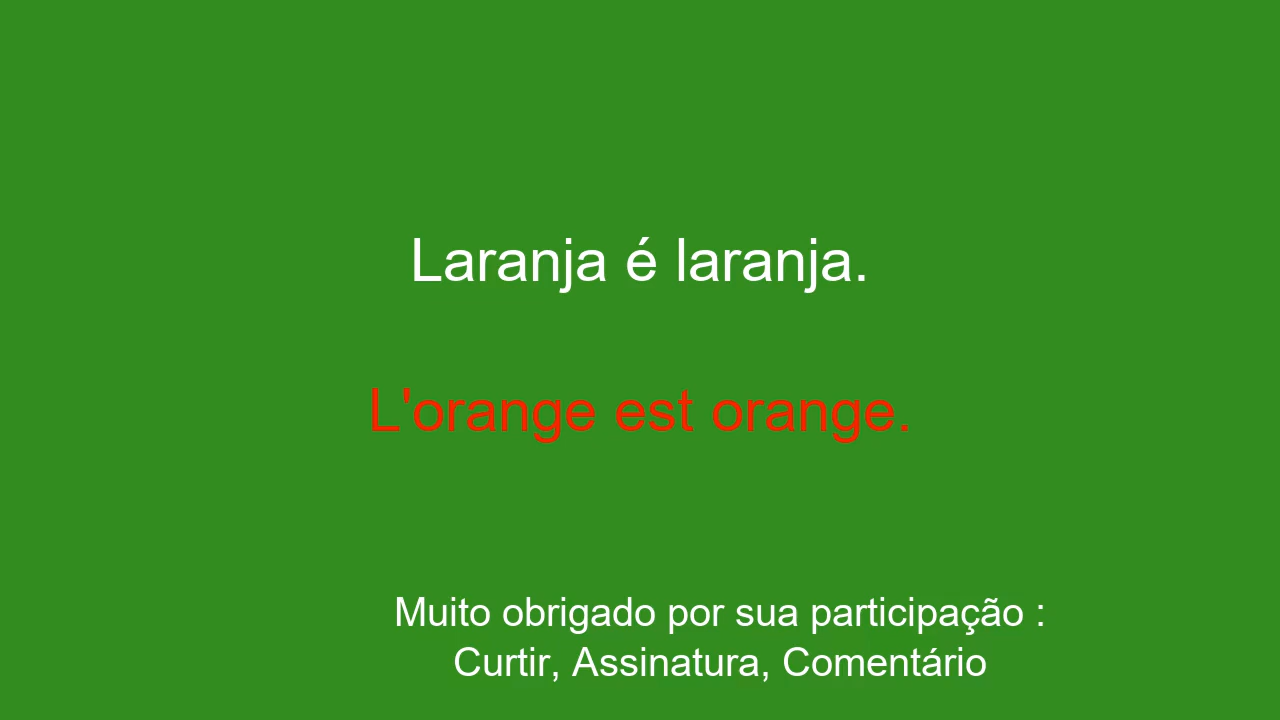 Laranja é laranja.
L'orange est orange.
Muito obrigado por sua participação :
Curtir, Assinatura, Comentário